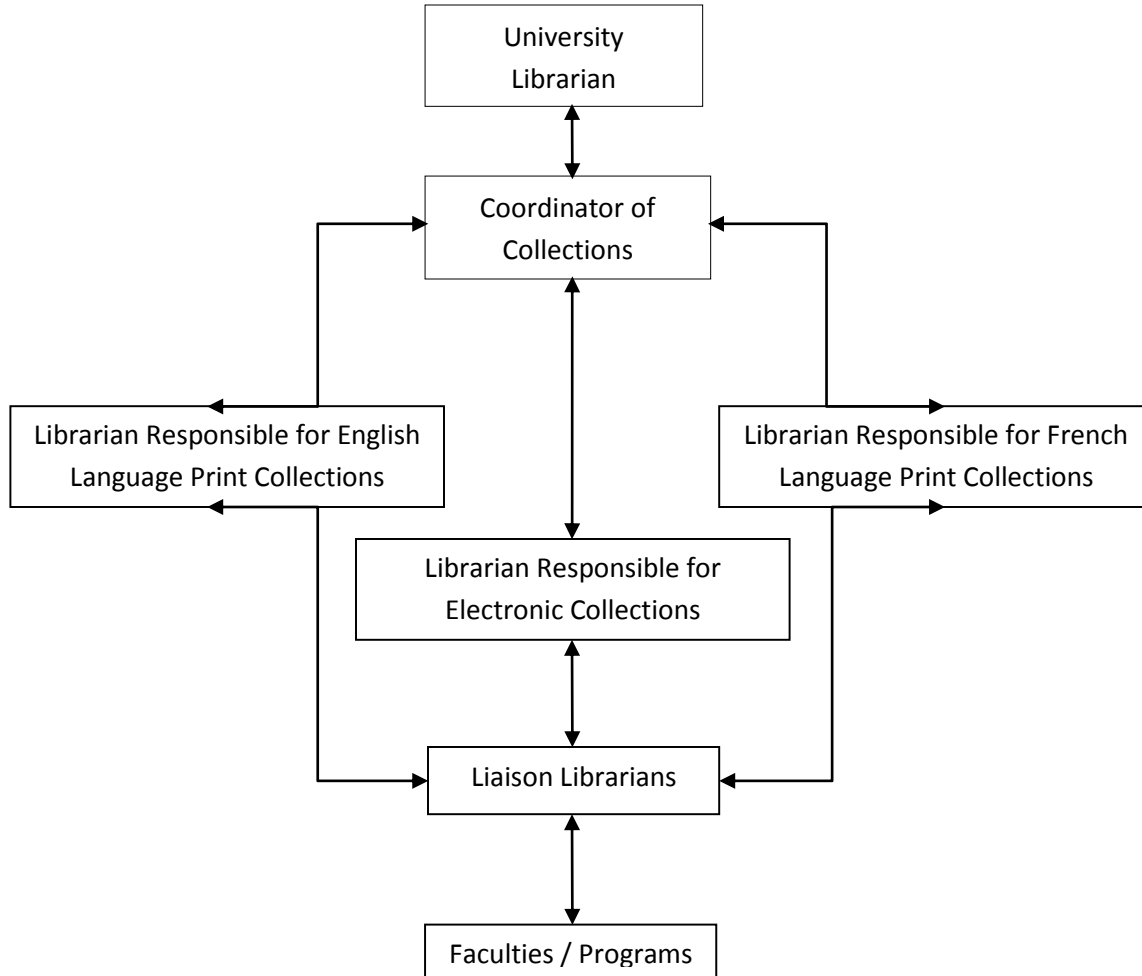 University
Librarian
Coordinator of
Collections
Librarian Responsible for English
Language Print Collections
Librarian Responsible for French
Language Print Collections
Librarian Responsible for
Electronic Collections
Liaison Librarians
Faculties / Programs